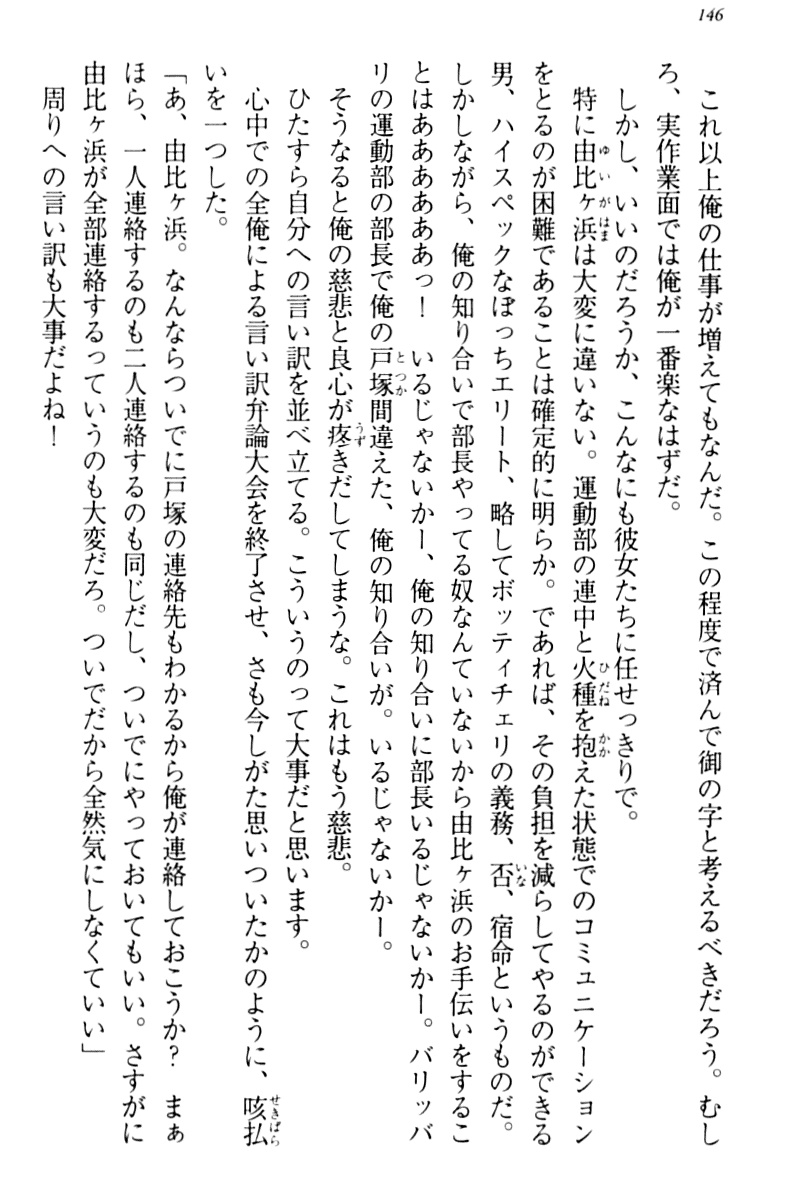 146
これ以上俺の仕事が増えてもなんだ。この程度で済んで御の字と考えるべきだろう。むし
ろ、実作業面では俺が一番楽なはずだ。
しかし、いいのだろうか、こんなにも彼女たちに任せっきりで。
特に由比ヶ浜は大変に違いない。運動部の連中と火種を抱えた状態でのコミュニケーション
をとるのが困難であることは確定的に明らか。であれば、その負担を減らしてやるのができる
男、ハイスペックなぼっちエリート、略してボッティチェリの義務、否、宿命というものだ。
しかしながら、俺の知り合いで部長やってる奴なんていないから由比ヶ浜のお手伝いをするこ
とはああああああっ！　いるじゃないかー、俺の知り合いに部長いるじゃないかー。バリッバ
リの運動部の部長で俺の戸塚間違えた、俺の知り合いが。いるじゃないかー。
そうなると俺の慈悲と良心が疼きだしてしまうな。これはもう慈悲。
ひたすら自分への言い訳を並べ立てる。こういうのって大事だと思います。
心中での全俺による言い訳弁論大会を終了させ、さも今しがた思いついたかのように、咳払
いを一つした。
「あ、由比ヶ浜。なんならついでに戸塚の連絡先もわかるから俺が連絡しておこうか？　まぁ
ほら、一人連絡するのも二人連絡するのも同じだし、ついでにやっておいてもいい。さすがに
由比ヶ浜が全部連絡するっていうのも大変だろ。ついでだから全然気にしなくていい」
周りへの言い訳も大事だよね！